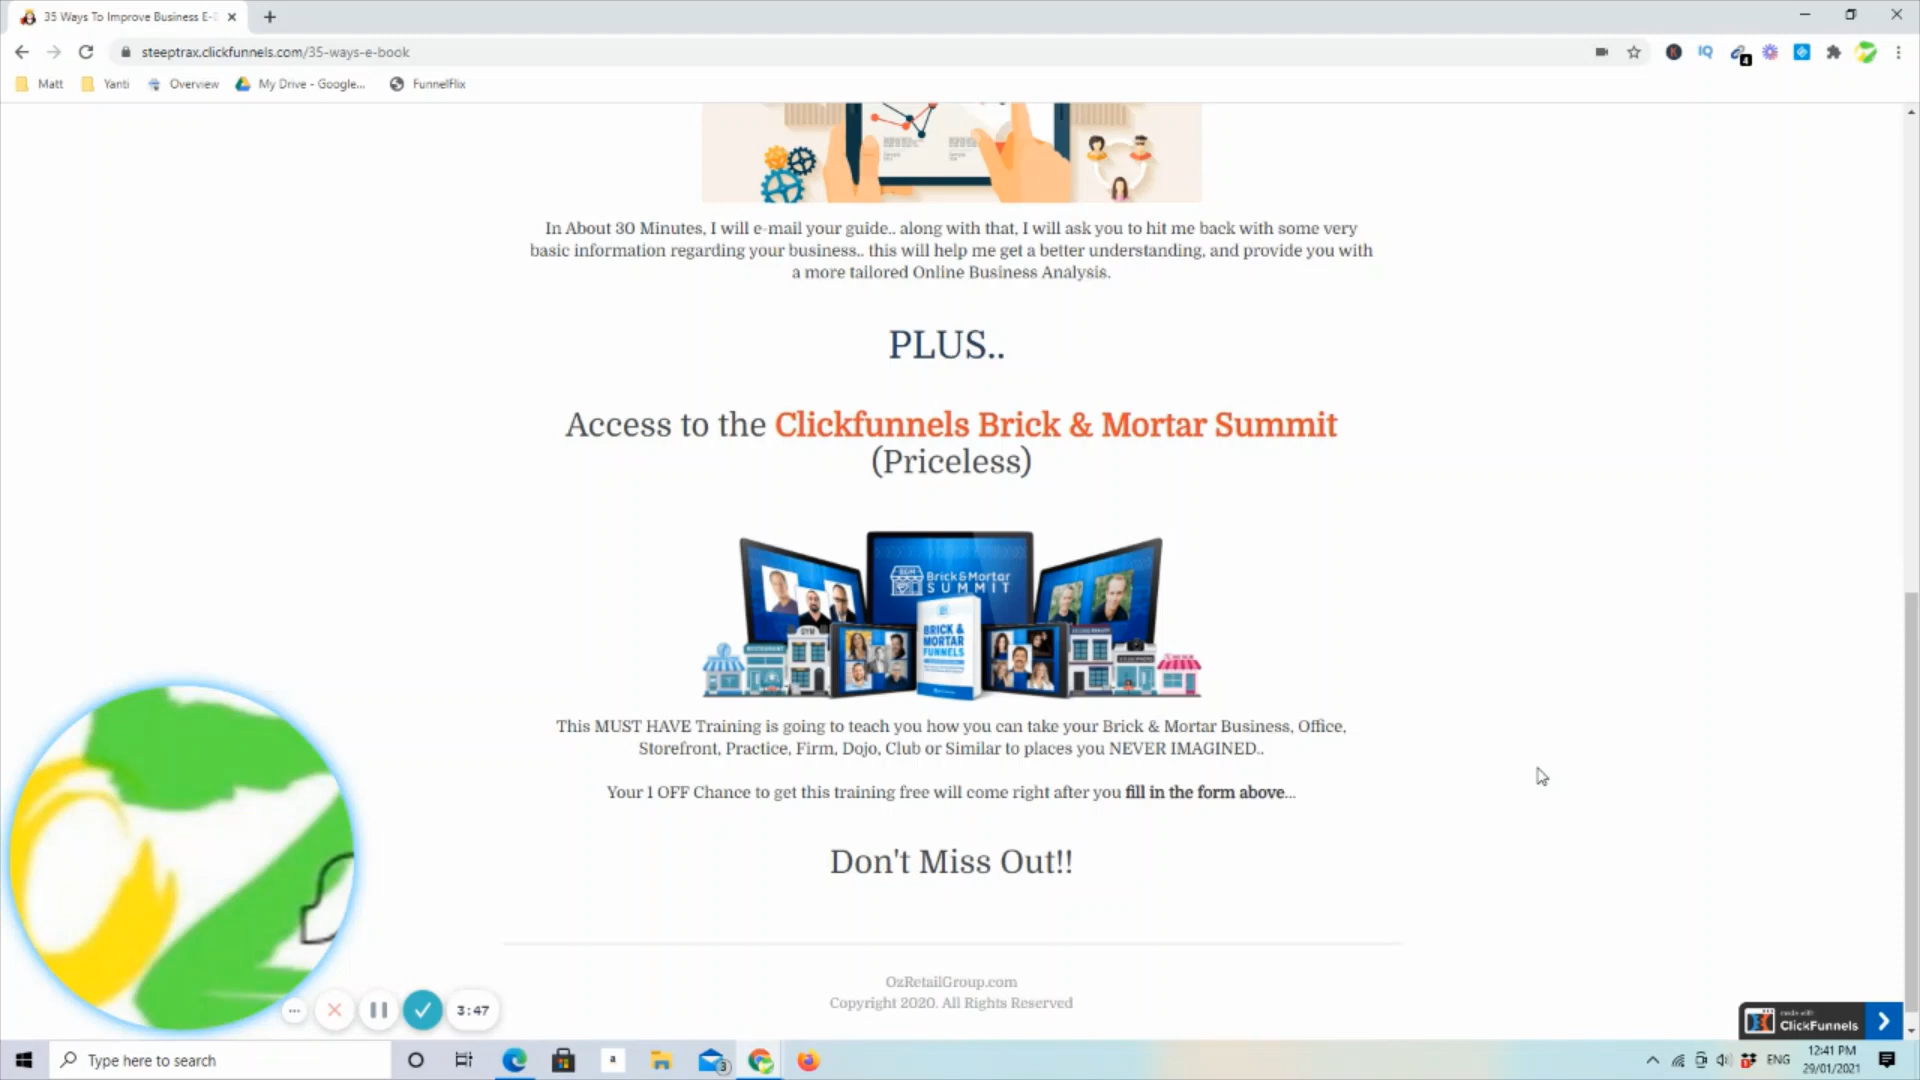 35 Ways To Improve Business E-
steeptrax.clickfunnels.com/35-ways-e-book
Matt
Yanti
Overview
My Drive - Google...
FunnelFlix
In About 30 Minutes, I will e-mail your guide.. along with that, I will ask you to hit me back with some very
basic information regarding your business.. this will help me get a better understanding, and provide you with
a more tailored Online Business Analysis.
PLUS..
Access to the Clickfunnels Brick & Mortar Summit
(Priceless)
Brick&Mortar
SUMMIT
BRICK &
MORTAR
FUNNELS
GYM
RESTAURANT
This MUST HAVE Training is going to teach you how you can take your Brick & Mortar Business, Office,
Storefront, Practice, Firm, Dojo, Club or Similar to places you NEVER IMAGINED..
Your 1 OFF Chance to get this training free will come right after you fill in the form above...
Don't Miss Out!!
OzRetailGroup.com
Copyright 2020. All Rights Reserved
3:47
made with
ClickFunnels
Type here to search
a
3
ENG
12:41 PM
29/01/2021